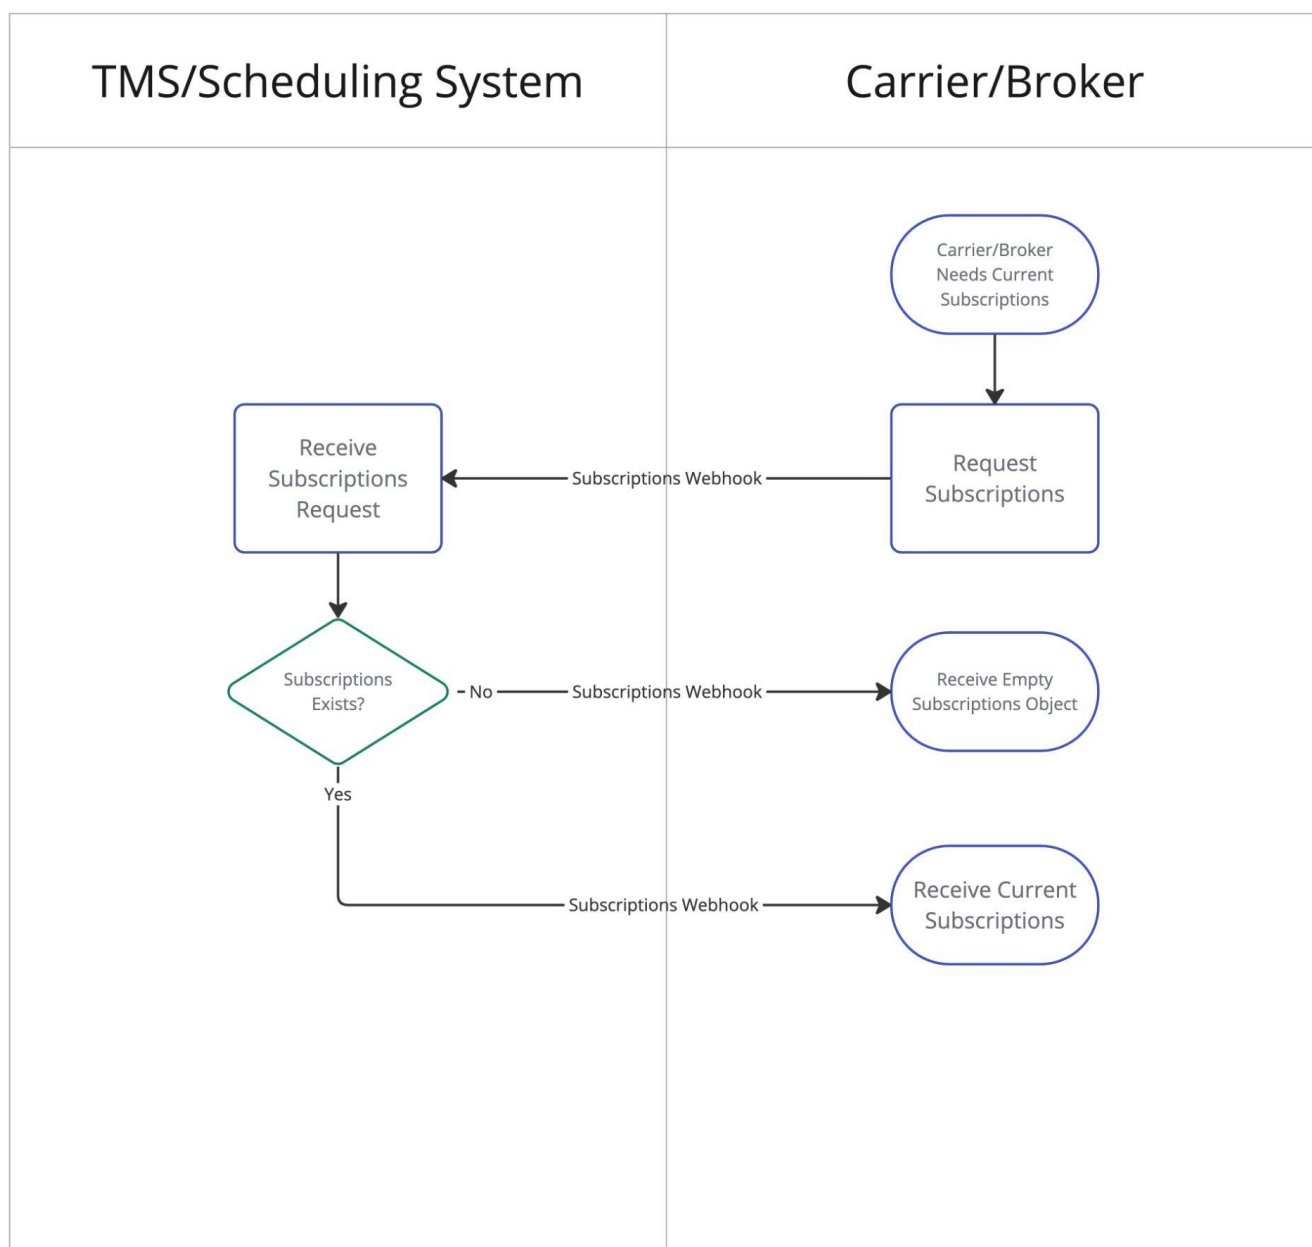 TMS/Scheduling System
Carrier/Broker
Carrier/Broker
Needs Current
Subscriptions
Receive
Subscriptions
Request
Subscriptions Webhook
Request
Subscriptions
Subscriptions
Exists?
No
Subscriptions Webhook
Receive Empty
Subscriptions Object
Yes
Subscriptions Webhook
Receive Current
Subscriptions